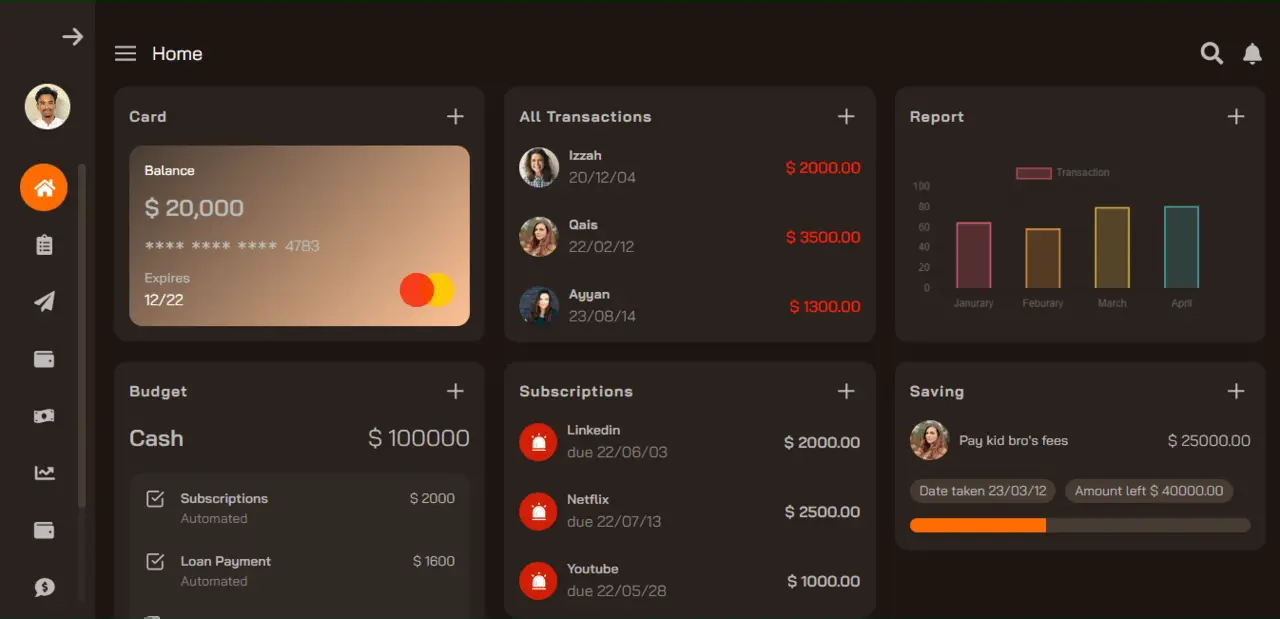 Home
Card
Balance
$ 20,000
**** **** **** 4783
Expires
12/22
All Transactions
Izzah
20/12/04
$ 2000.00
Qais
22/02/12
$ 3500.00
Ayyan
23/08/14
$ 1300.00
Report
Transaction
100
80
60
40
20
0
Janurary
Feburary
March
April
Budget
Cash
$ 100000
Subscriptions
$ 2000
Automated
Loan Payment
$ 1600
Automated
Subscriptions
Linkedin
due 22/06/03
$ 2000.00
Netflix
due 22/07/13
$ 2500.00
Youtube
due 22/05/28
$ 1000.00
Saving
Pay kid bro's fees
$ 25000.00
Date taken 23/03/12
Amount left $ 40000.00